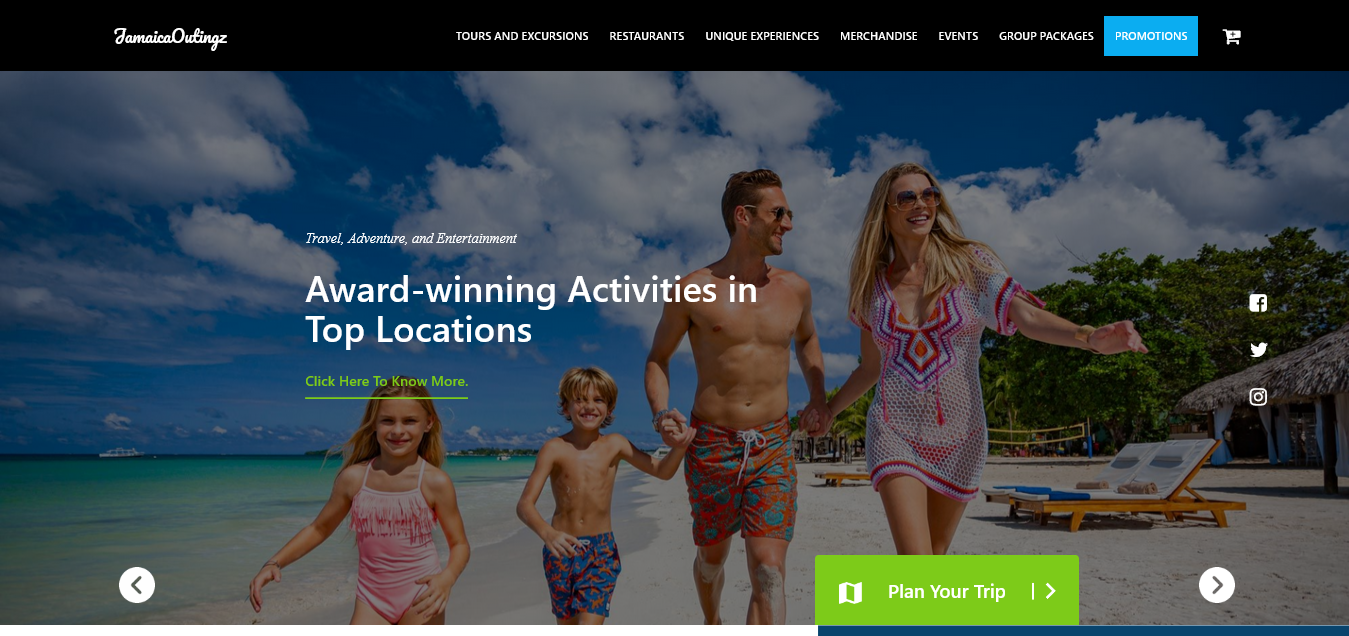 JamaicaOutingz
TOURS AND EXCURSIONS RESTAURANTS UNIQUE EXPERIENCES MERCHANDISE EVENTS GROUP PACKAGES PROMOTIONS
Travel, Adventure, and Entertainment
Award-winning Activities in
Top Locations
Click Here To Know More.
Plan Your Trip